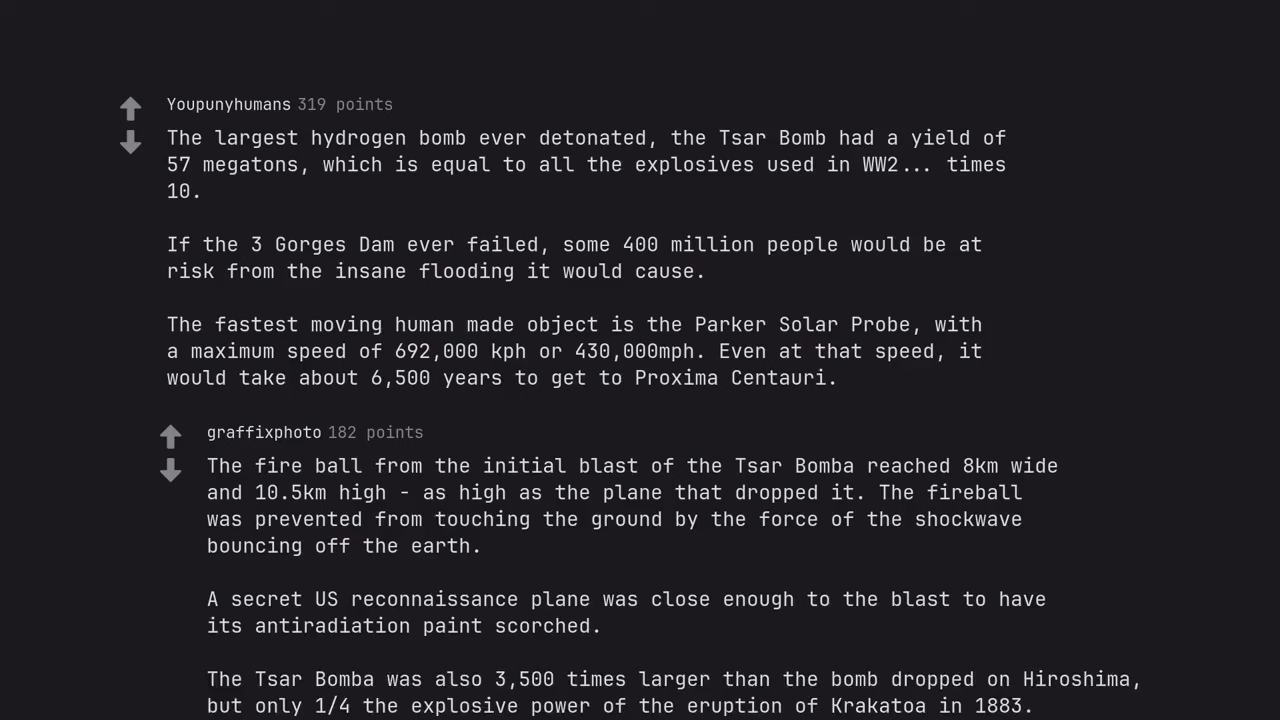 Youpunyhumans 319 points
The largest hydrogen bomb ever detonated, the Tsar Bomb had a yield of
57 megatons, which is equal to all the explosives used in WW2... times
10.
If the 3 Gorges Dam ever failed, some 400 million people would be at
risk from the insane flooding it would cause.
The fastest moving human made object is the Parker Solar Probe, with
a maximum speed of 692,000 kph or 430,000mph. Even at that speed, it
would take about 6,500 years to get to Proxima Centauri.
graffixphoto 182 points
The fire ball from the initial blast of the Tsar Bomba reached 8km wide
and 10.5km high - as high as the plane that dropped it. The fireball
was prevented from touching the ground by the force of the shockwave
bouncing off the earth.
A secret US reconnaissance plane was close enough to the blast to have
its antiradiation paint scorched.
The Tsar Bomba was also 3,500 times larger than the bomb dropped on Hiroshima,
but only 1/4 the explosive power of the eruption of Krakatoa in 1883.